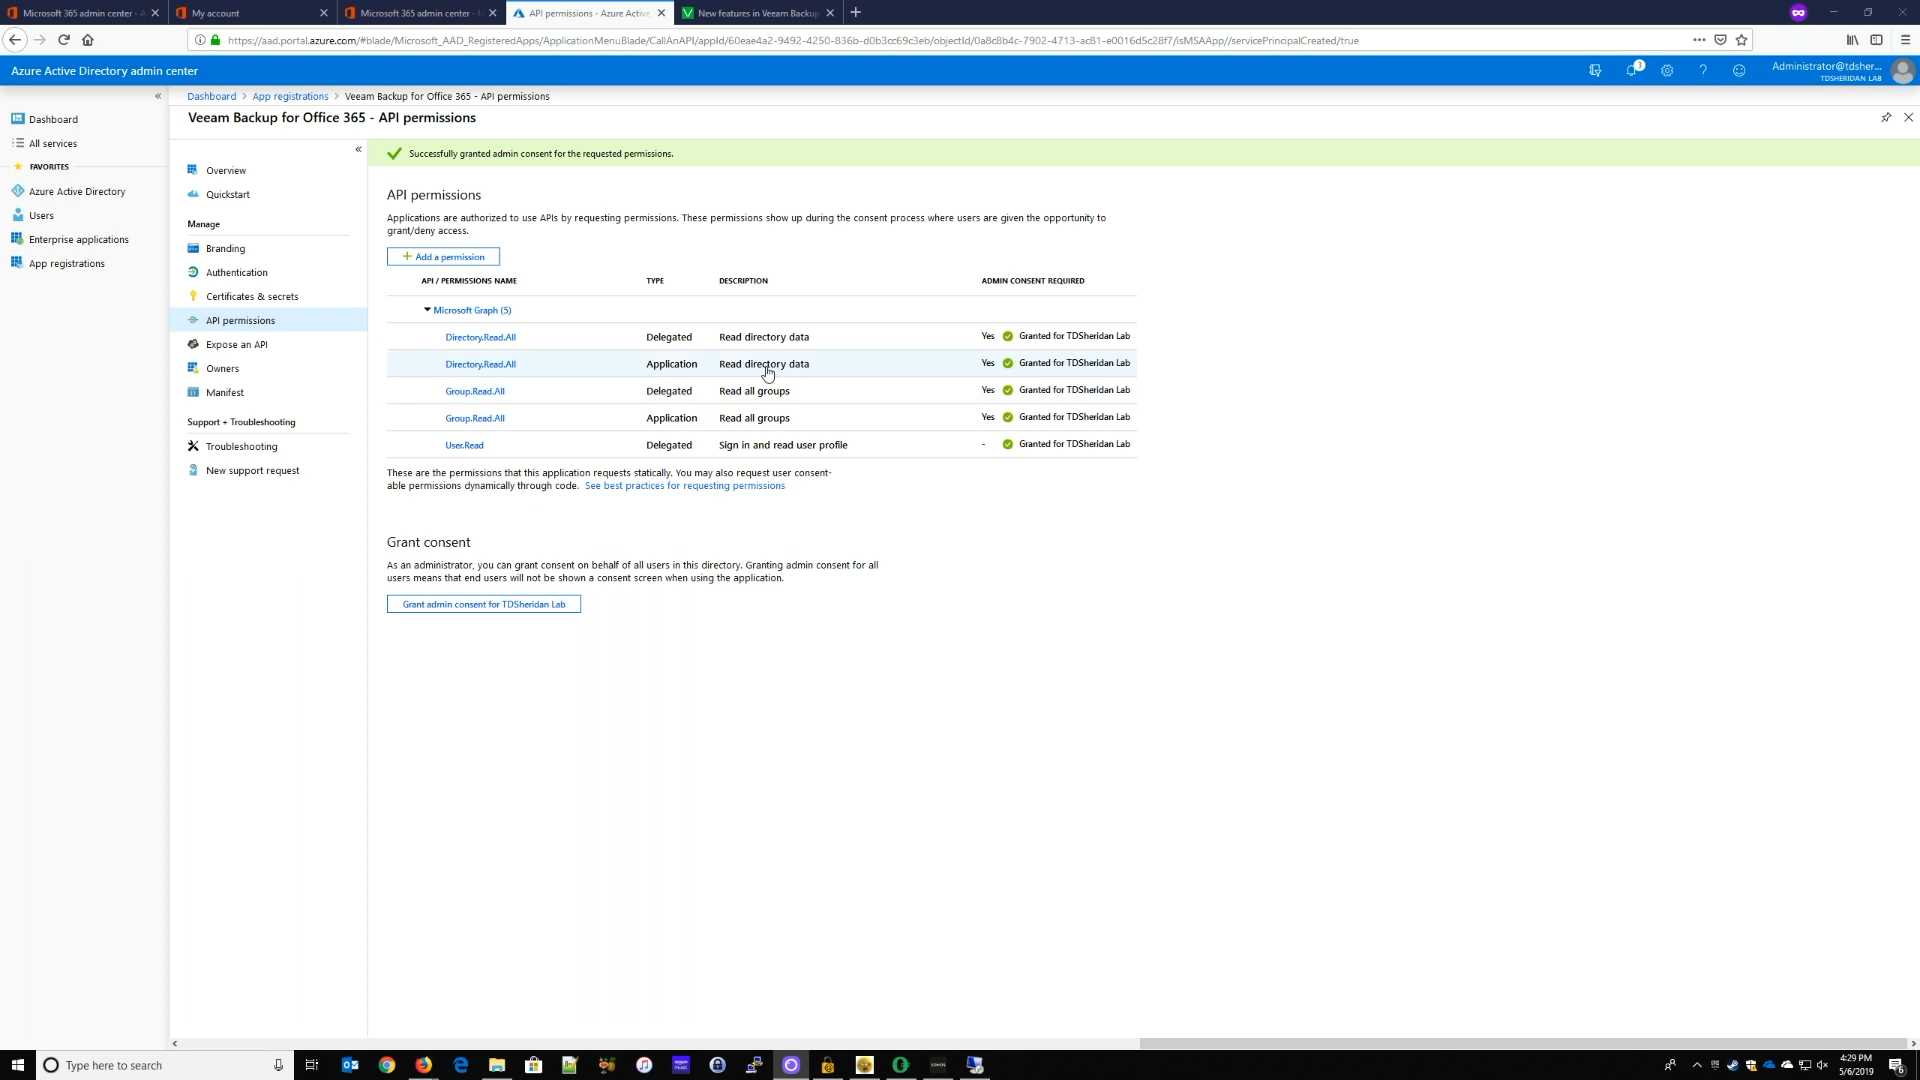 Microsoft 365 admin center - A
My account
Microsoft 365 admin center - H
API permissions - Azure Active
New features in Veeam Backup
https://aad.portal.azure.com/#blade/Microsoft_AAD_RegisteredApps/ApplicationMenuBlade/CallAnAPI/appId/60eae4a2-9492-4250-836b-d0b3cc69c3eb/objectId/0a8c8b4c-7902-4713-ac81-e0016d5c28f7/isMSAApp//servicePrincipalCreated/true
Azure Active Directory admin center
3
Administrator@tdsher...
TDSHERIDAN LAB
Dashboard > App registrations > Veeam Backup for Office 365 - API permissions
Veeam Backup for Office 365 - API permissions
Dashboard
All services
FAVORITES
Azure Active Directory
Users
Enterprise applications
App registrations
Overview
Quickstart
Manage
Branding
Authentication
Certificates & secrets
API permissions
Expose an API
Owners
Manifest
Support + Troubleshooting
Troubleshooting
New support request
Successfully granted admin consent for the requested permissions.
API permissions
Applications are authorized to use APIs by requesting permissions. These permissions show up during the consent process where users are given the opportunity to
grant/deny access.
+ Add a permission
API / PERMISSIONS NAME TYPE DESCRIPTION ADMIN CONSENT REQUIRED
Microsoft Graph (5)
Directory.Read.All Delegated Read directory data Yes Granted for TDSheridan Lab
Directory.Read.All Application Read directory data Yes Granted for TDSheridan Lab
Group.Read.All Delegated Read all groups Yes Granted for TDSheridan Lab
Group.Read.All Application Read all groups Yes Granted for TDSheridan Lab
User.Read Delegated Sign in and read user profile - Granted for TDSheridan Lab
These are the permissions that this application requests statically. You may also request user consent-
able permissions dynamically through code. See best practices for requesting permissions
Grant consent
As an administrator, you can grant consent on behalf of all users in this directory. Granting admin consent for all
users means that end users will not be shown a consent screen when using the application.
Grant admin consent for TDSheridan Lab
Type here to search
SONOS
4:29 PM
5/6/2019
6